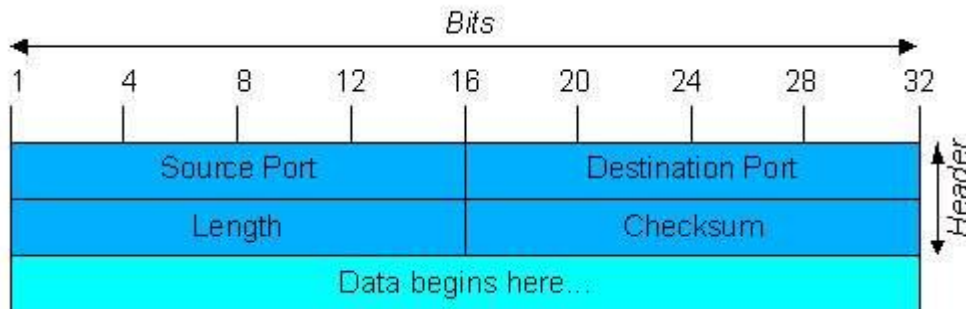 Bits
1 4 8 12 16 20 24 28 32
Source Port Destination Port
Header
Length Checksum
Data begins here...